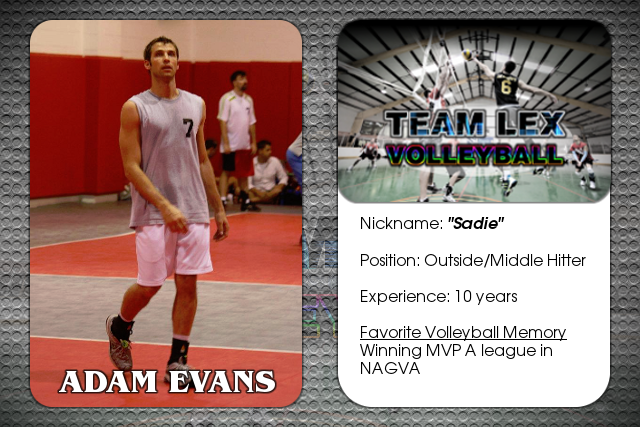 7
ADAM EVANS
6
TEAM LEX
VOLLEYBALL
Nickname: "Sadie"
Position: Outside/Middle Hitter
Experience: 10 years
Favorite Volleyball Memory
Winning MVP A league in
NAGVA